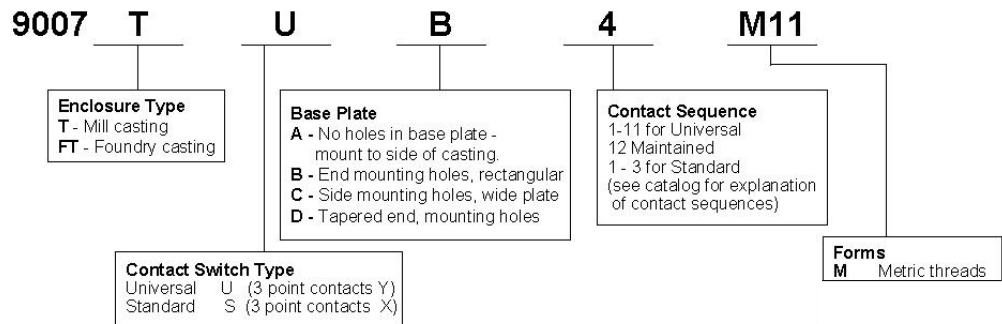 9007 T U B 4 M11
Enclosure Type
T - Mill casting
FT - Foundry casting
Base Plate
A - No holes in base plate -
mount to side of casting.
B - End mounting holes, rectangular
C - Side mounting holes, wide plate
D - Tapered end, mounting holes
Contact Sequence
1-11 for Universal
12 Maintained
1 - 3 for Standard
(see catalog for explanation
of contact sequences)
Contact Switch Type
Universal U (3 point contacts Y)
Standard S (3 point contacts X)
Forms
M Metric threads